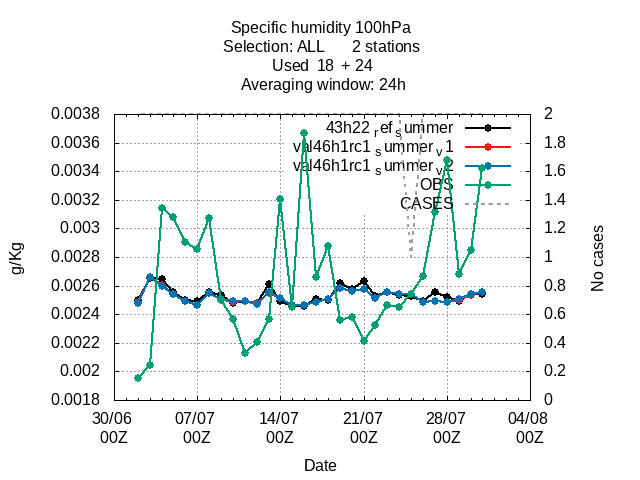 Specific humidity 100hPa
Selection: ALL 2 stations
Used 18 + 24
Averaging window: 24h
0.0038
0.0036
0.0034
0.0032
0.003
0.0028
0.0026
0.0024
0.0022
0.002
0.0018
g/Kg
43h22 ref summer
val46h1rc1 summer v1
val46h1rc1 summer v2
OBS
CASES
2
1.8
1.6
1.4
1.2
1
0.8
0.6
0.4
0.2
0
No cases
30/06 07/07 14/07 21/07 28/07 04/08
00Z 00Z 00Z 00Z 00Z 00Z
Date